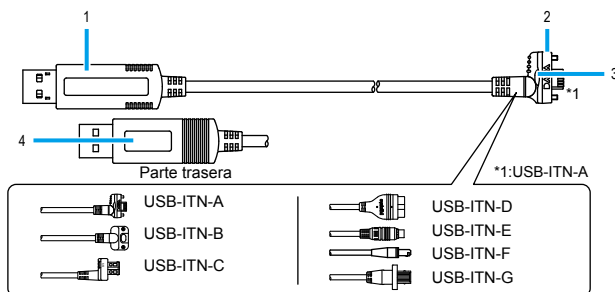 1
2
3
*1
4
Parte trasera
*1:USB-ITN-A
USB-ITN-A
USB-ITN-B
USB-ITN-C
USB-ITN-D
USB-ITN-E
USB-ITN-F
USB-ITN-G